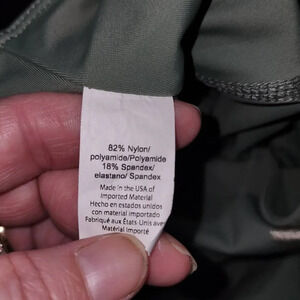 82% Nylon/
polyamide/Polyamide
18% Spandex/
elastano/ Spandex
Made in the USA of
Imported Material
Hecho en estados unidos
con material importado
Fabriqué aux États-Unis avec
Material Importé